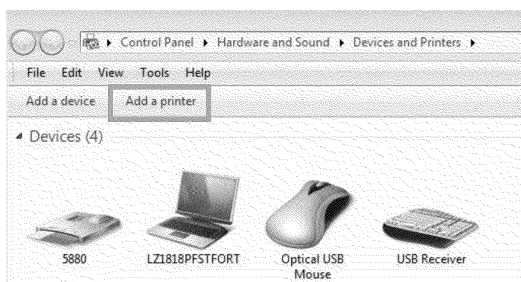 Control Panel ▸ Hardware and Sound ▸ Devices and Printers ▸
File Edit View Tools Help
Add a device Add a printer
Devices (4)
5880 LZ1818PFSTFORT Optical USB Mouse USB Receiver